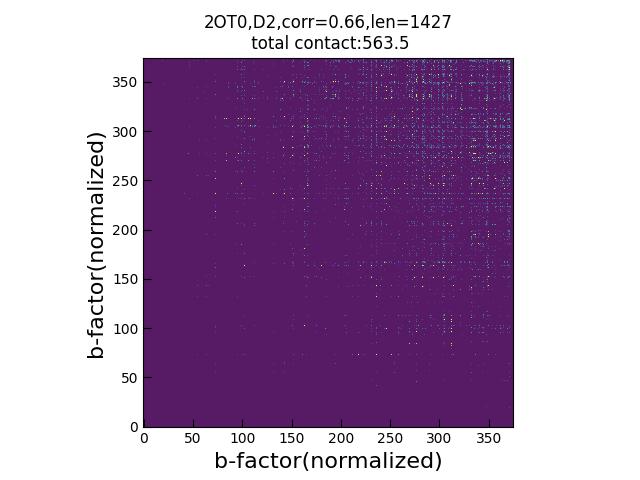 2OT0,D2,corr=0.66,len=1427
total contact:563.5
350
300
250
200
150
100
50
0
b-factor(normalized)
0 50 100 150 200 250 300 350
b-factor(normalized)